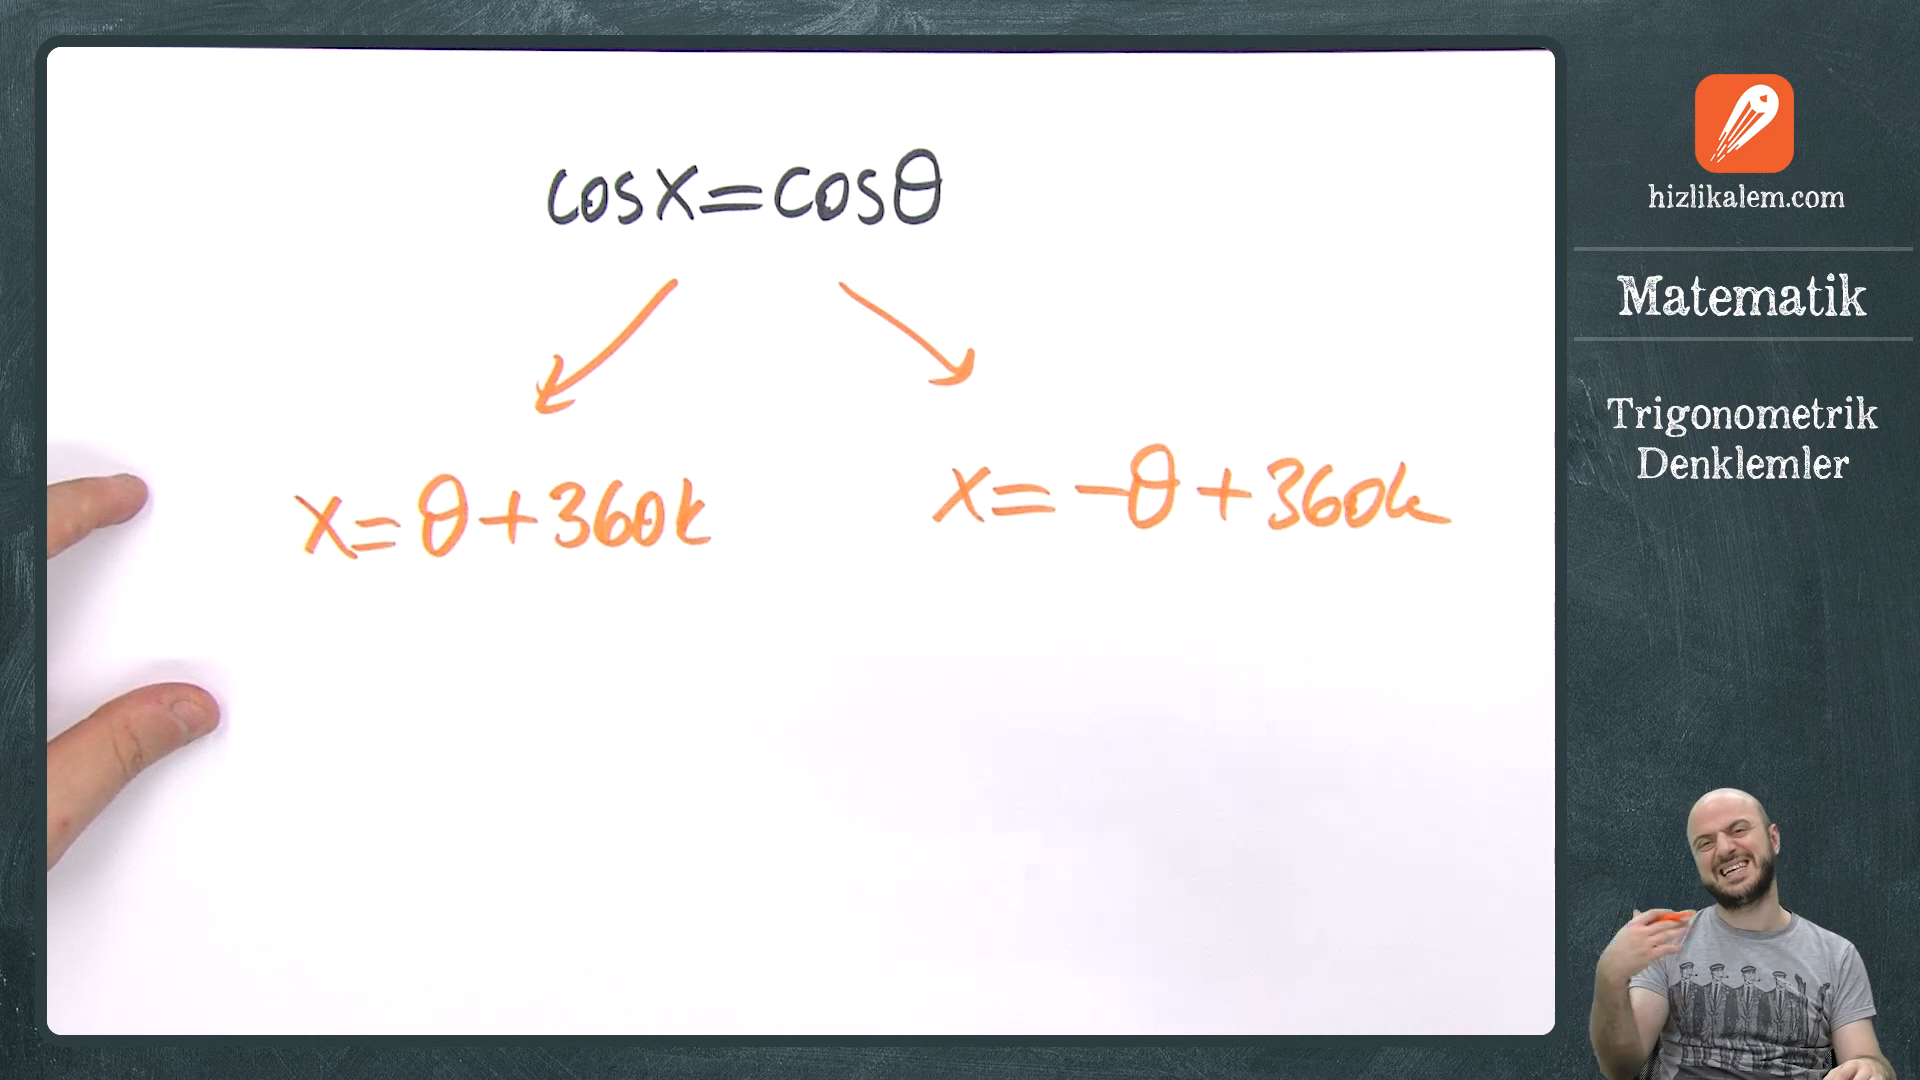 cosx=cosθ
x=θ+360k
x=-θ+360k
hizlikalem.com
Matematik
Trigonometrik
Denklemler